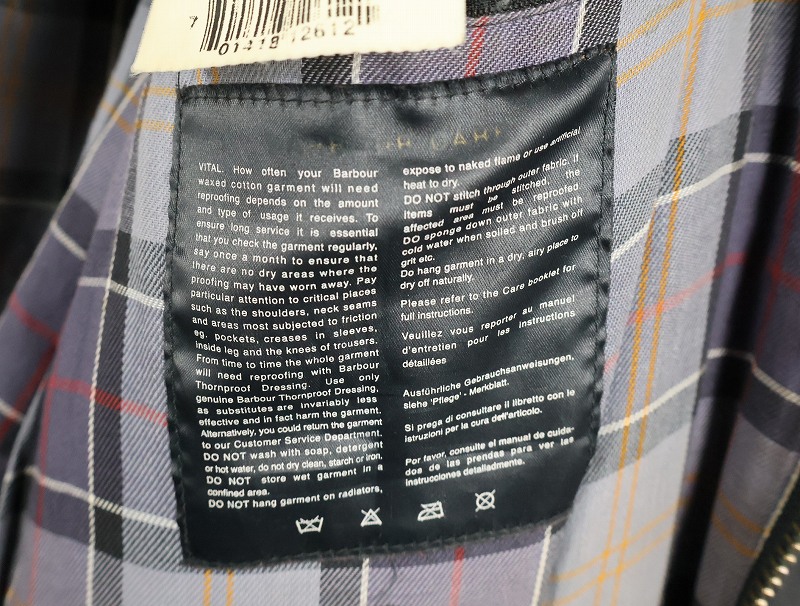 7
01418 12612
VITAL. How often your Barbour
waxed cotton garment will need
reproofing depends on the amount
and type of usage it receives. To
ensure long service it is essential
that you check the garment regularly,
say once a month to ensure that
there are no dry areas where the
proofing may have worn away. Pay
particular attention to critical places
such as the shoulders, neck seams
and areas most subjected to friction
eg. pockets, creases in sleeves,
inside leg and the knees of trousers.
From time to time the whole garment
will need reproofing with Barbour
Thornproof Dressing. Use only
genuine Barbour Thornproof Dressing,
as substitutes are invariably less
effective and in fact harm the garment.
Alternatively, you could return the garment
to our Customer Service Department.
DO NOT wash with soap, detergent
or hot water, do not dry clean, starch or iron.
DO NOT store wet garment in a
confined area.
DO NOT hang garment on radiators,
expose to naked flame or use artificial
heat to dry.
DO NOT stitch through outer fabric. If
items must be stitched, the
affected area must be reproofed
DO sponge down outer fabric with
cold water when soiled and brush off
grit etc.
Do hang garment in a dry, airy place to
dry off naturally.
Please refer to the Care booklet for
full instructions.
Veuillez vous reporter au manuel
d'entretien pour les instructions
détaillées
Ausführliche Gebrauchsanweisungen,
siehe 'Pflege' - Merkblatt.
Si prega di consultare il libretto con le
istruzioni per la cura dell'articolo.
Por favor, consulte el manual de cuida-
dos de las prendas para ver las
instrucciones detalladmente.